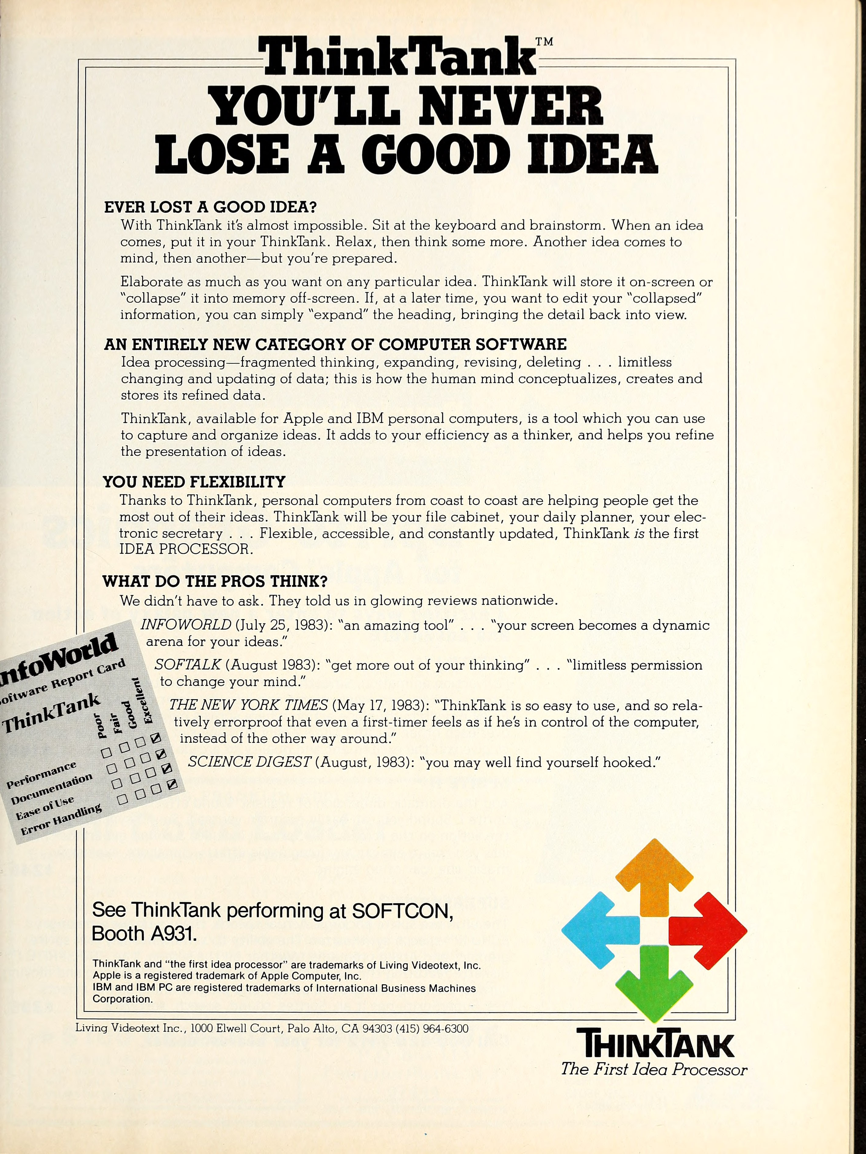 ThinkTank™
YOU'LL NEVER
LOSE A GOOD IDEA
EVER LOST A GOOD IDEA?
With ThinkTank it's almost impossible. Sit at the keyboard and brainstorm. When an idea
comes, put it in your ThinkTank. Relax, then think some more. Another idea comes to
mind, then another—but you're prepared.
Elaborate as much as you want on any particular idea. ThinkTank will store it on-screen or
"collapse" it into memory off-screen. If, at a later time, you want to edit your "collapsed"
information, you can simply "expand" the heading, bringing the detail back into view.
AN ENTIRELY NEW CATEGORY OF COMPUTER SOFTWARE
Idea processing—fragmented thinking, expanding, revising, deleting . . . limitless
changing and updating of data; this is how the human mind conceptualizes, creates and
stores its refined data.
ThinkTank, available for Apple and IBM personal computers, is a tool which you can use
to capture and organize ideas. It adds to your efficiency as a thinker, and helps you refine
the presentation of ideas.
YOU NEED FLEXIBILITY
Thanks to ThinkTank, personal computers from coast to coast are helping people get the
most out of their ideas. ThinkTank will be your file cabinet, your daily planner, your elec-
tronic secretary . . . Flexible, accessible, and constantly updated, ThinkTank is the first
IDEA PROCESSOR.
WHAT DO THE PROS THINK?
We didn't have to ask. They told us in glowing reviews nationwide.
INFOWORLD (July 25, 1983): "an amazing tool" . . . "your screen becomes a dynamic
arena for your ideas."
SOFTALK (August 1983): "get more out of your thinking" . . . "limitless permission
to change your mind."
THE NEW YORK TIMES (May 17, 1983): "ThinkTank is so easy to use, and so rela-
tively errorproof that even a first-timer feels as if he's in control of the computer,
instead of the other way around."
SCIENCE DIGEST (August, 1983): "you may well find yourself hooked."
nfoWorld
oftware Report Card
ThinkTank
Poor Fair Good Excellent
Performance
Documentation
Ease of Use
Error Handling
See ThinkTank performing at SOFTCON,
Booth A931.
ThinkTank and "the first idea processor" are trademarks of Living Videotext, Inc.
Apple is a registered trademark of Apple Computer, Inc.
IBM and IBM PC are registered trademarks of International Business Machines
Corporation.
Living Videotext Inc., 1000 Elwell Court, Palo Alto, CA 94303 (415) 964-6300
THINKTANK
The First Idea Processor